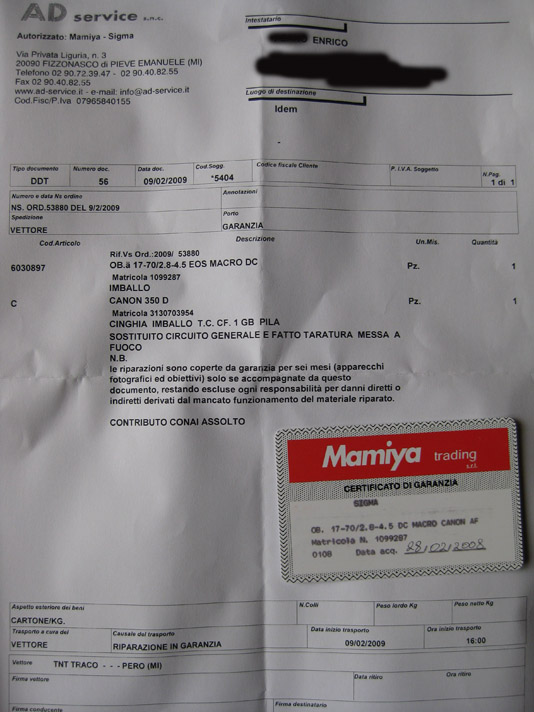 AD service s.n.c.
Autorizzato: Mamiya - Sigma
Via Privata Liguria, n. 3
20090 FIZZONASCO di PIEVE EMANUELE (MI)
Telefono 02 90.72.39.47 - 02 90.40.82.55
Fax 02 90.40.82.55
www.ad-service.it - e-mail: info@ad-service.it
Cod.Fisc/P.Iva 07965840155
Intestatario
ENRICO
Luogo di destinazione
Idem
-
Tipo documento Numero doc. Data doc. Cod.Sogg. Codice fiscale Cliente P.I.VA. Soggetto N.Pag.
DDT 56 09/02/2009 *5404 1 di 1
Numero e data Ns ordine Annotazioni
NS. ORD.53880 DEL 9/2/2009
Spedizione Porto
VETTORE GARANZIA
Cod.Articolo Descrizione Un.Mis. Quantità
Rif.Vs Ord.:2009/ 53880
6030897 OB.à 17-70/2.8-4.5 EOS MACRO DC Pz. 1
Matricola 1099287
IMBALLO
C CANON 350 D Pz. 1
Matricola 3130703954
CINGHIA IMBALLO T.C. CF. 1 GB PILA
SOSTITUITO CIRCUITO GENERALE E FATTO TARATURA MESSA A
FUOCO
N.B.
le riparazioni sono coperte da garanzia per sei mesi (apparecchi
fotografici ed obiettivi) solo se accompagnate da questo
documento, restando escluse ogni responsabilità per danni diretti o
indiretti derivati dal mancato funzionamento del materiale riparato.
CONTRIBUTO CONAI ASSOLTO
Mamiya trading
s.r.l.
CERTIFICATO DI GARANZIA
SIGMA
OB. 17-70/2.8-4.5 DC MACRO CANON AF
Matricola N. 1099287
0108 Data acq. 28/02/2008
Aspetto esteriore dei beni N.Colli Peso lordo Kg Peso netto Kg
CARTONE/KG.
Trasporto a cura del Causale del trasporto Data inizio trasporto Ora inizio trasporto
VETTORE RIPARAZIONE IN GARANZIA 09/02/2009 16:00
Vettore TNT TRACO - - - PERO (MI)
Firma vettore Data ritiro Ora ritiro
Firma conducente Firma destinatario